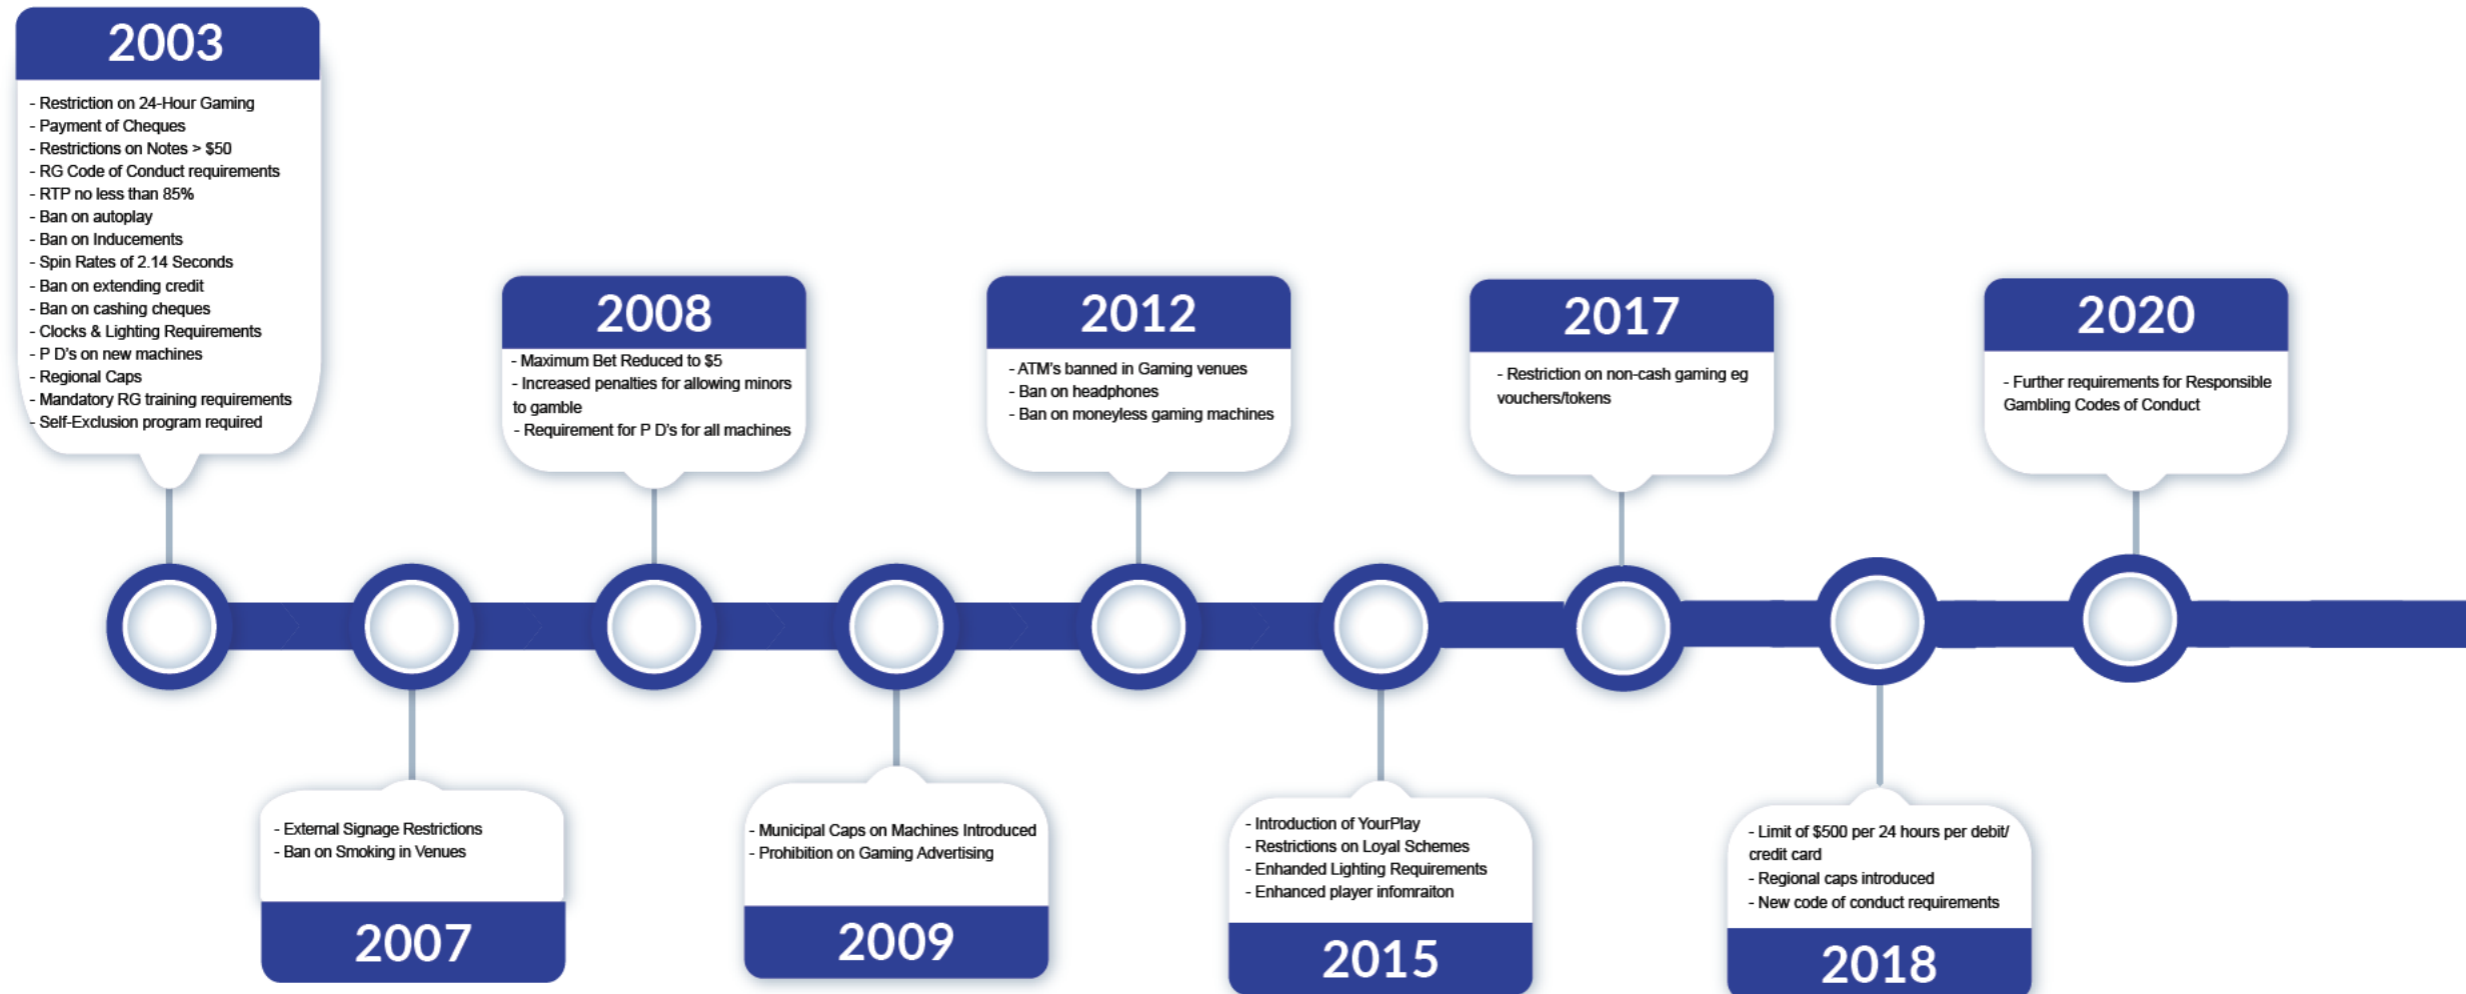 2003
- Restriction on 24-Hour Gaming
- Payment of Cheques
- Restrictions on Notes > $50
- RG Code of Conduct requirements
- RTP no less than 85%
- Ban on autoplay
- Ban on Inducements
- Spin Rates of 2.14 Seconds
- Ban on extending credit
- Ban on cashing cheques
- Clocks & Lighting Requirements
- P D's on new machines
- Regional Caps
- Mandatory RG training requirements
- Self-Exclusion program required
- External Signage Restrictions
- Ban on Smoking in Venues
2007
2008
- Maximum Bet Reduced to $5
- Increased penalties for allowing minors
to gamble
- Requirement for P D's for all machines
- Municipal Caps on Machines Introduced
- Prohibition on Gaming Advertising
2009
2012
- ATM's banned in Gaming venues
- Ban on headphones
- Ban on moneyless gaming machines
- Introduction of YourPlay
- Restrictions on Loyal Schemes
- Enhanded Lighting Requirements
- Enhanced player infomraiton
2015
2017
- Restriction on non-cash gaming eg
vouchers/tokens
- Limit of $500 per 24 hours per debit/
credit card
- Regional caps introduced
- New code of conduct requirements
2018
2020
- Further requirements for Responsible
Gambling Codes of Conduct